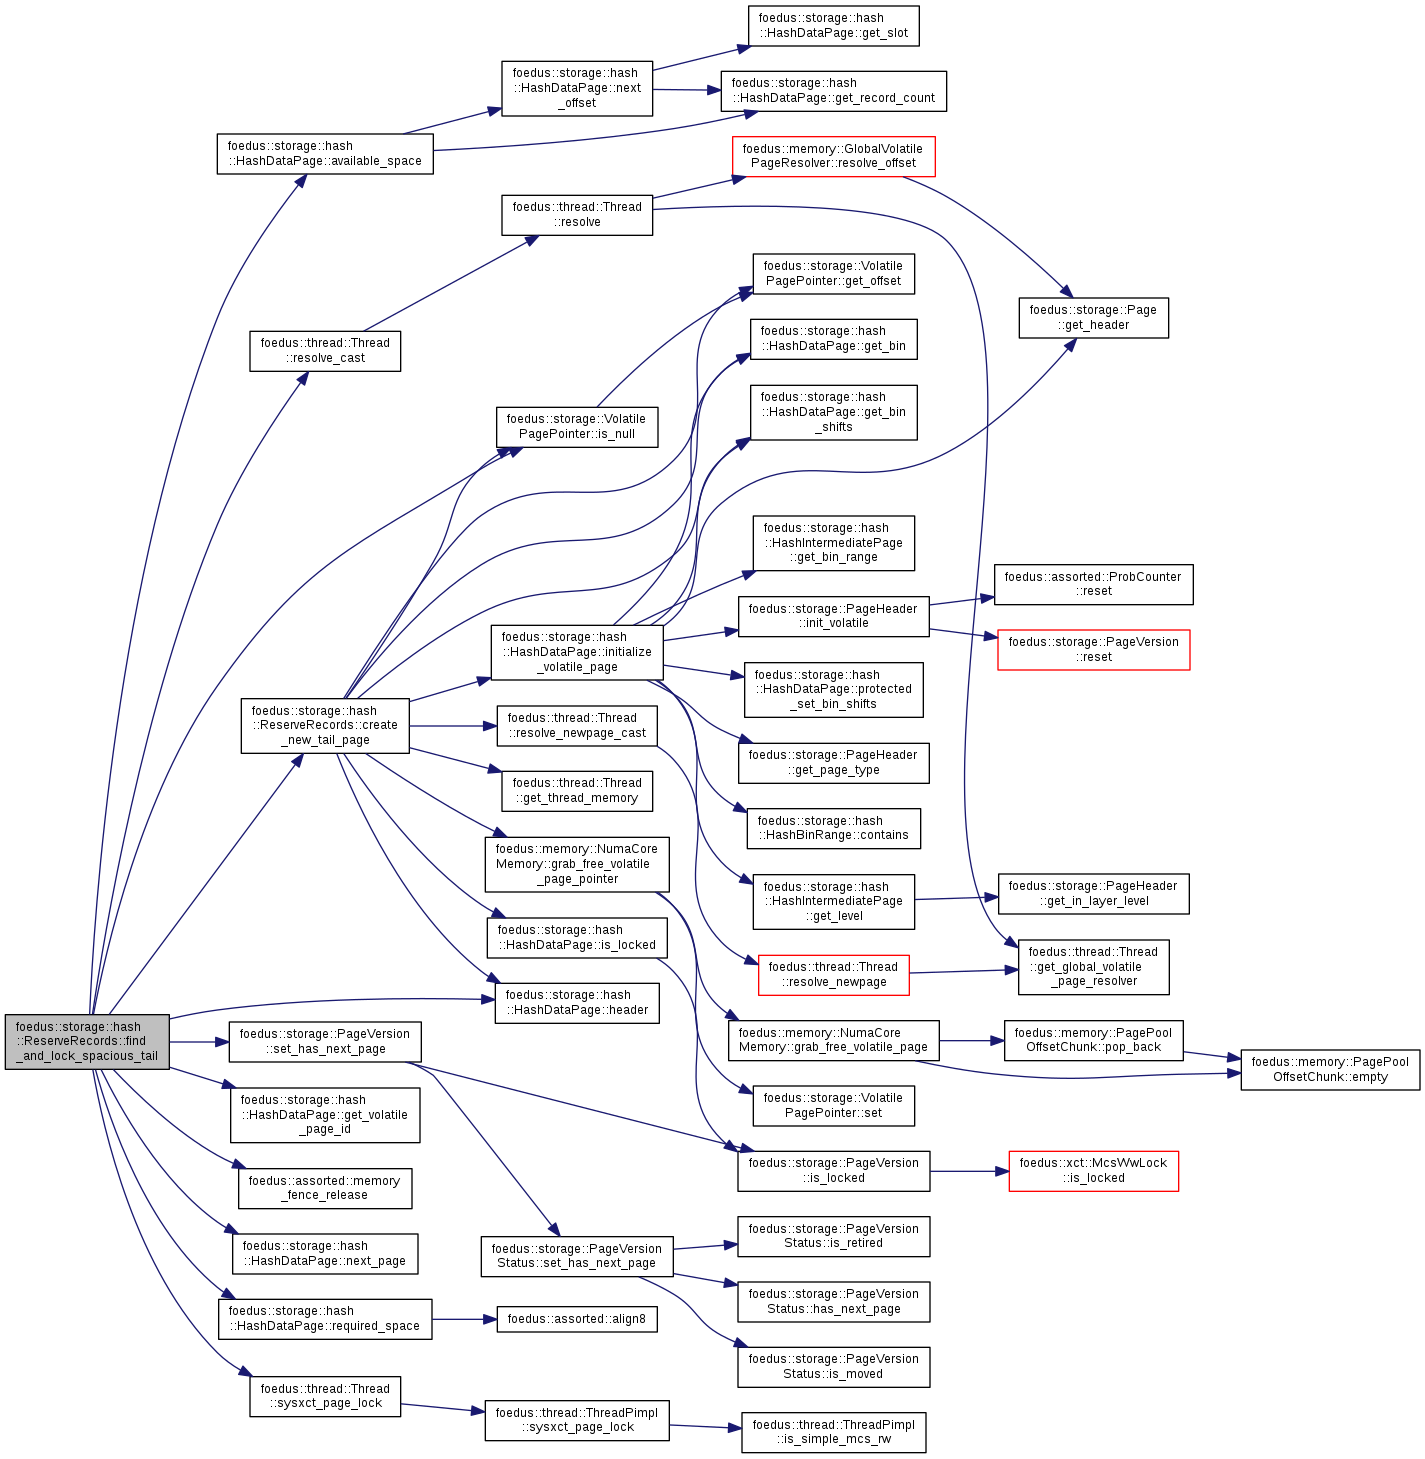 foedus::storage::hash
::HashDataPage::get_slot
foedus::storage::hash
::HashDataPage::next
_offset
foedus::storage::hash
::HashDataPage::get_record_count
foedus::storage::hash
::HashDataPage::available_space
foedus::memory::GlobalVolatile
PageResolver::resolve_offset
foedus::thread::Thread
::resolve
foedus::storage::Volatile
PagePointer::get_offset
foedus::storage::Page
::get_header
foedus::storage::hash
::HashDataPage::get_bin
foedus::thread::Thread
::resolve_cast
foedus::storage::hash
::HashDataPage::get_bin
_shifts
foedus::storage::Volatile
PagePointer::is_null
foedus::storage::hash
::HashIntermediatePage
::get_bin_range
foedus::assorted::ProbCounter
::reset
foedus::storage::PageHeader
::init_volatile
foedus::storage::hash
::HashDataPage::initialize
_volatile_page
foedus::storage::PageVersion
::reset
foedus::storage::hash
::HashDataPage::protected
_set_bin_shifts
foedus::storage::hash
::ReserveRecords::create
_new_tail_page
foedus::thread::Thread
::resolve_newpage_cast
foedus::storage::PageHeader
::get_page_type
foedus::thread::Thread
::get_thread_memory
foedus::storage::hash
::HashBinRange::contains
foedus::memory::NumaCore
Memory::grab_free_volatile
_page_pointer
foedus::storage::hash
::HashIntermediatePage
::get_level
foedus::storage::PageHeader
::get_in_layer_level
foedus::storage::hash
::HashDataPage::is_locked
foedus::thread::Thread
::get_global_volatile
_page_resolver
foedus::thread::Thread
::resolve_newpage
foedus::storage::hash
::HashDataPage::header
foedus::storage::hash
::ReserveRecords::find
_and_lock_spacious_tail
foedus::storage::PageVersion
::set_has_next_page
foedus::memory::NumaCore
Memory::grab_free_volatile_page
foedus::memory::PagePool
OffsetChunk::pop_back
foedus::memory::PagePool
OffsetChunk::empty
foedus::storage::hash
::HashDataPage::get_volatile
_page_id
foedus::storage::Volatile
PagePointer::set
foedus::storage::PageVersion
::is_locked
foedus::xct::McsWwLock
::is_locked
foedus::assorted::memory
_fence_release
foedus::storage::PageVersion
Status::is_retired
foedus::storage::hash
::HashDataPage::next_page
foedus::storage::PageVersion
Status::set_has_next_page
foedus::storage::PageVersion
Status::has_next_page
foedus::storage::hash
::HashDataPage::required_space
foedus::assorted::align8
foedus::storage::PageVersion
Status::is_moved
foedus::thread::Thread
::sysxct_page_lock
foedus::thread::ThreadPimpl
::sysxct_page_lock
foedus::thread::ThreadPimpl
::is_simple_mcs_rw